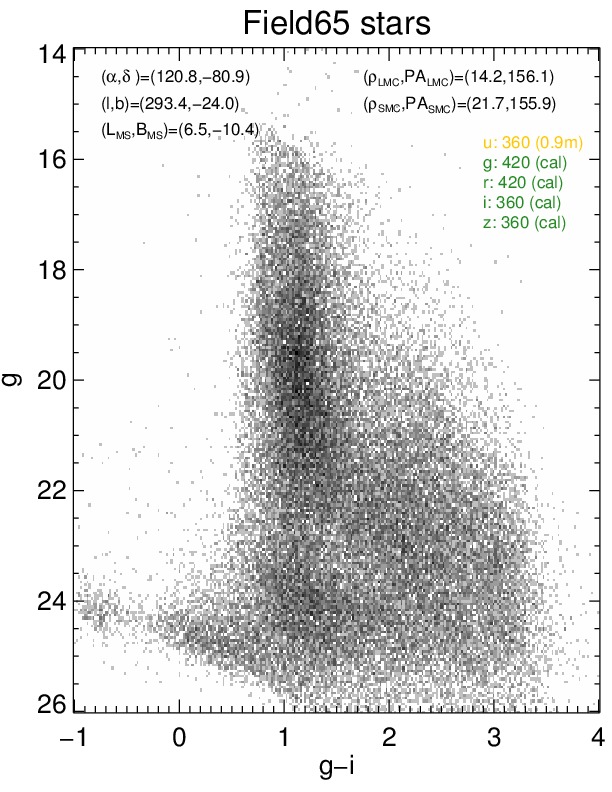 Field65 stars
(α,δ)=(120.8,−80.9) (ρLMC,PALMC)=(14.2,156.1)
(l,b)=(293.4,−24.0) (ρSMC,PASMC)=(21.7,155.9)
(LMS,BMS)=(6.5,−10.4)
u: 360 (0.9m)
g: 420 (cal)
r: 420 (cal)
i: 360 (cal)
z: 360 (cal)
14
16
18
20
22
24
26
g
−1 0 1 2 3 4
g−i